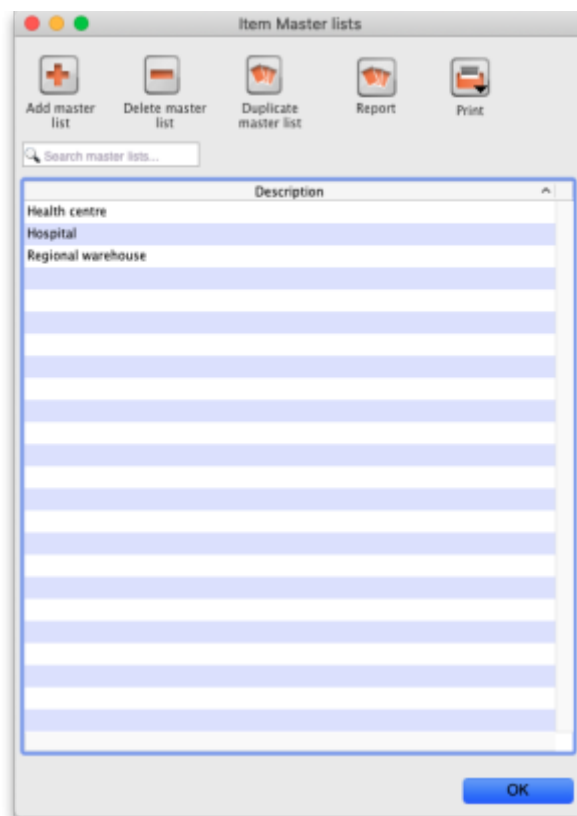 Item Master lists
Add master list
Delete master list
Duplicate master list
Report
Print
Search master lists...
Description
Health centre
Hospital
Regional warehouse
OK